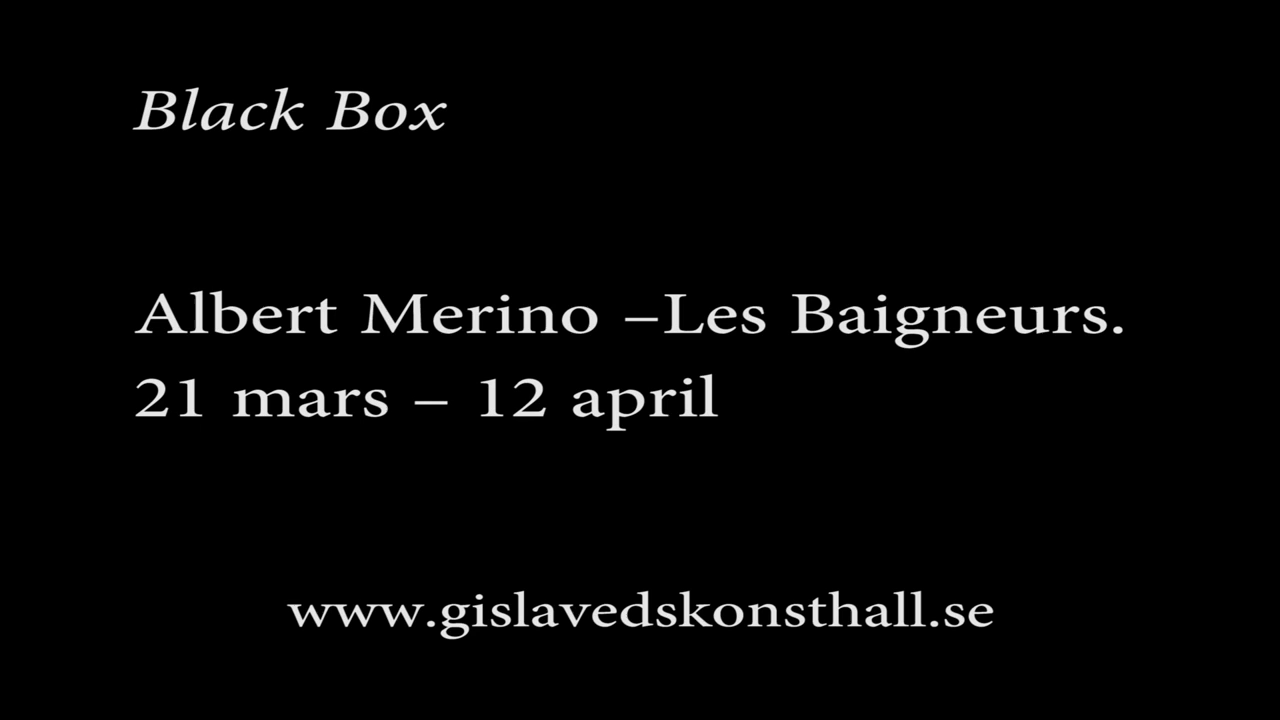 Black Box
Albert Merino –Les Baigneurs.
21 mars – 12 april
www.gislavedskonsthall.se